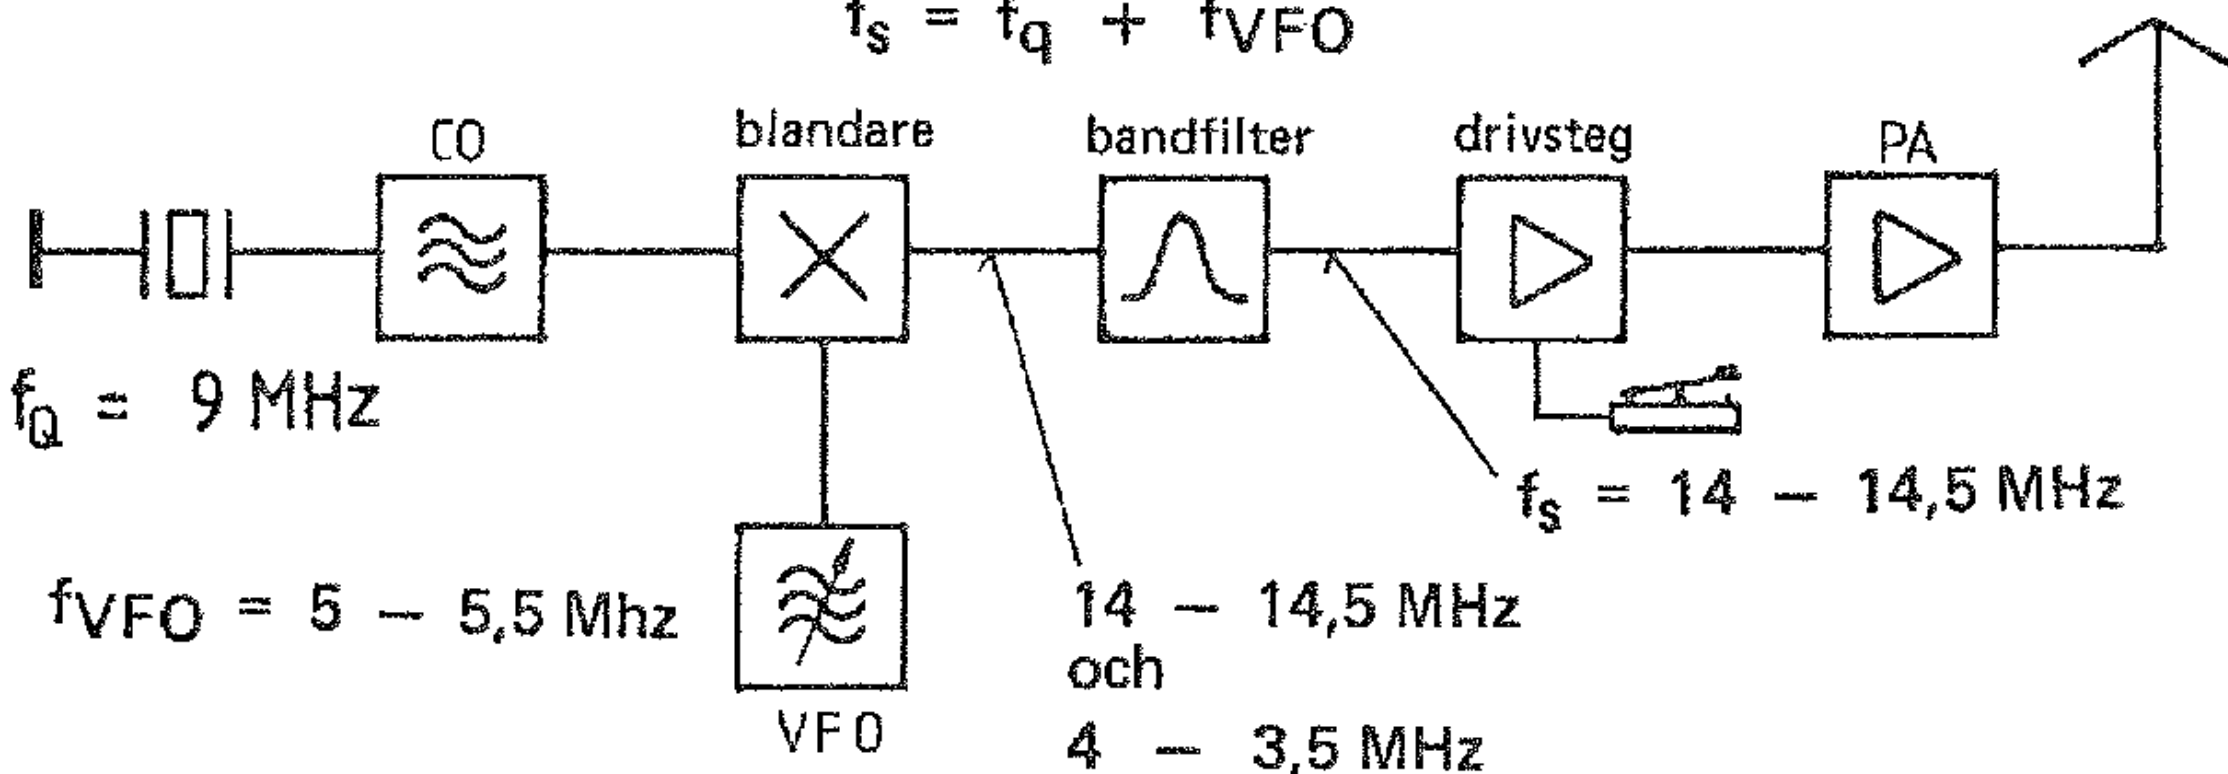 fs = fq + fVFO
CO
blandare
bandfilter
drivsteg
PA
fQ = 9 MHz
fs = 14 – 14,5 MHz
fVFO = 5 – 5,5 Mhz
14 – 14,5 MHz
och
4 – 3,5 MHz
VFO